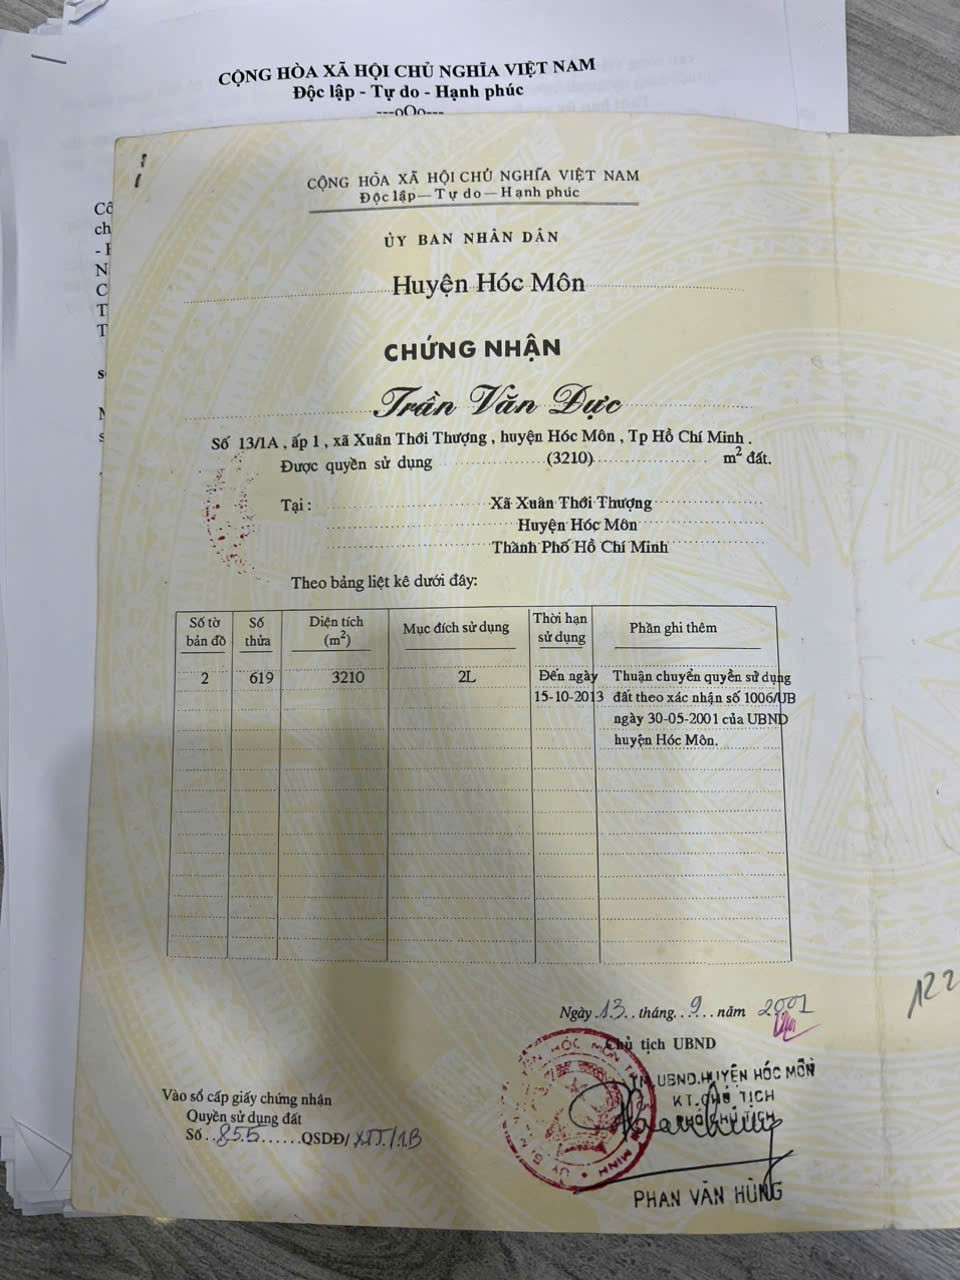 CỘNG HÒA XÃ HỘI CHỦ NGHĨA VIỆT NAM
Độc lập - Tự do - Hạnh phúc
---oOo---
CỘNG HÒA XÃ HỘI CHỦ NGHĨA VIỆT NAM
Độc lập — Tự do — Hạnh phúc
ỦY BAN NHÂN DÂN
Huyện Hóc Môn
CHỨNG NHẬN
Trần Văn Đực
Số 13/1A , ấp 1 , xã Xuân Thới Thượng , huyện Hóc Môn , Tp Hồ Chí Minh .
Được quyền sử dụng (3210) m² đất.
Tại : Xã Xuân Thới Thượng
Huyện Hóc Môn
Thành Phố Hồ Chí Minh
Theo bảng liệt kê dưới đây:
Số tờ bản đồ Số thửa Diện tích (m²) Mục đích sử dụng Thời hạn sử dụng Phần ghi thêm
2 619 3210 2L Đến ngày Thuận chuyển quyền sử dụng
15-10-2013 đất theo xác nhận số 1006/UB
ngày 30-05-2001 của UBND
huyện Hóc Môn.
122
Ngày 13 tháng 9 năm 2001
Chủ tịch UBND
TM.UBND.HUYỆN HÓC MÔN
KT.CHỦ TỊCH
PHÓ CHỦ TỊCH
PHAN VĂN HÙNG
Vào sổ cấp giấy chứng nhận
Quyền sử dụng đất
Số 855 QSDĐ/